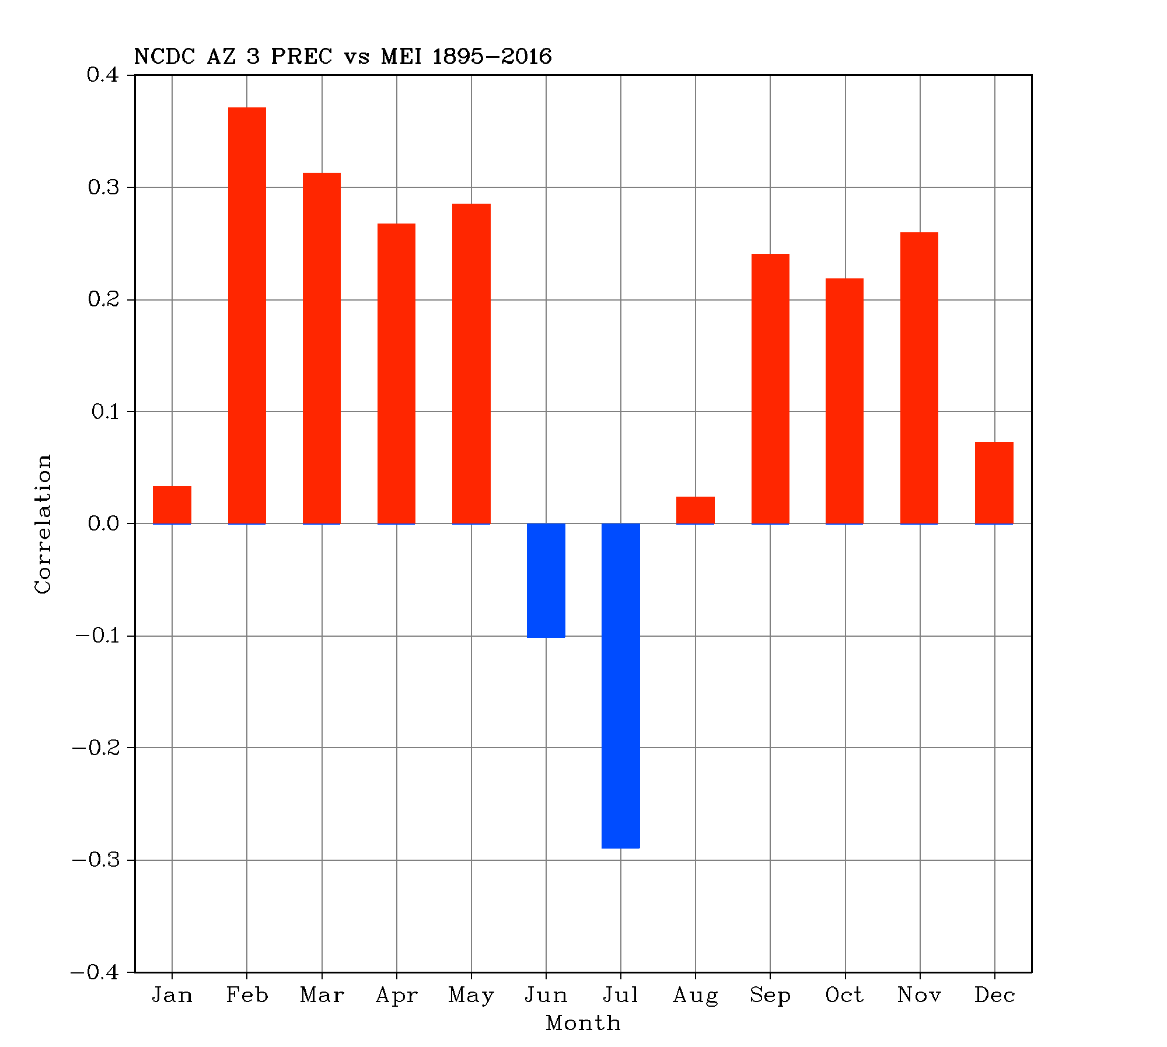 NCDC AZ 3 PREC vs MEI 1895−2016
0.4
0.3
0.2
0.1
0.0
−0.1
−0.2
−0.3
−0.4
Correlation
Jan Feb Mar Apr May Jun Jul Aug Sep Oct Nov Dec
Month